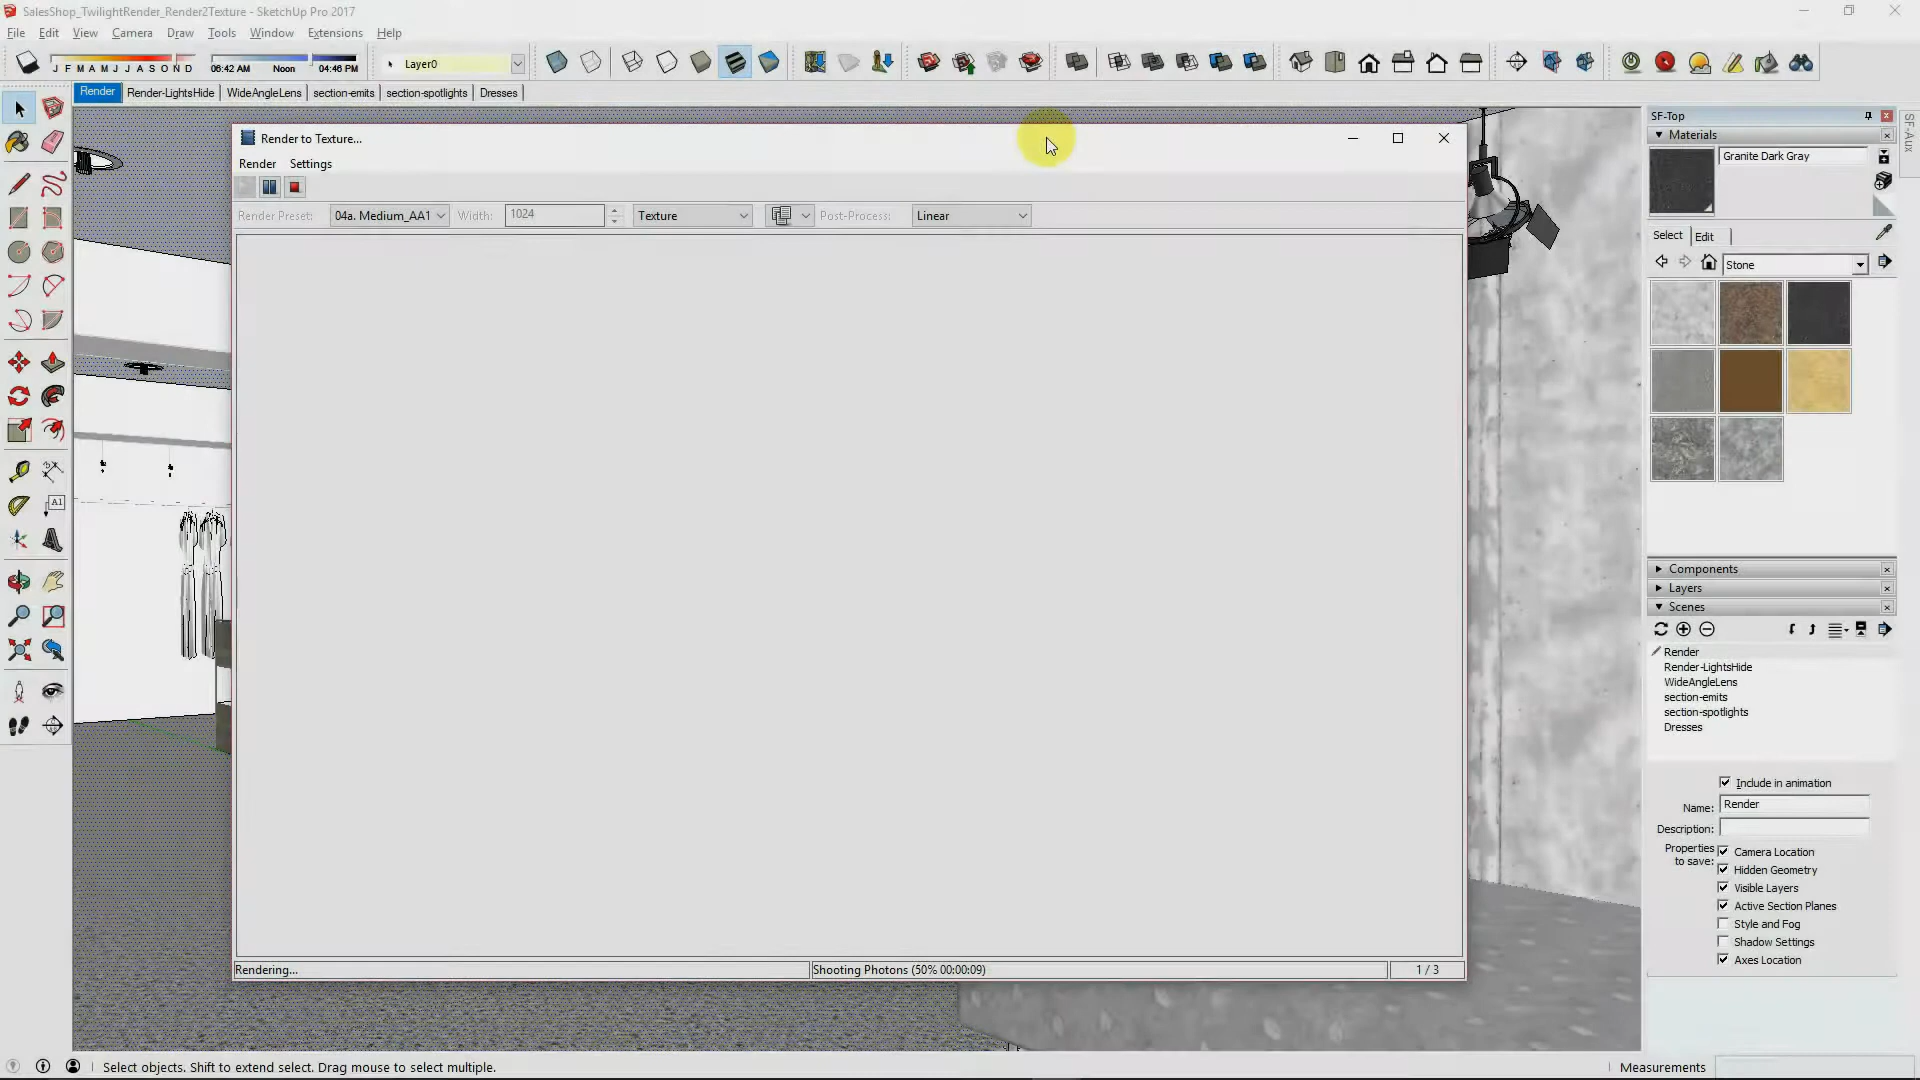 SalesShop_TwilightRender_Render2Texture - SketchUp Pro 2017
File Edit View Camera Draw Tools Window Extensions Help
J F M A M J J A S O N D 06:42 AM Noon 04:46 PM Layer0
Render Render-LightsHide WideAngleLens section-emits section-spotlights Dresses
Render to Texture...
Render Settings
Render Preset: 04a. Medium_AA1 Width: 1024 Texture Post-Process: Linear
Rendering... Shooting Photons (50% 00:00:09) 1 / 3
A1
SF-Top
SF-Aux
Materials
Granite Dark Gray
Select Edit
Stone
Components
Layers
Scenes
Render
Render-LightsHide
WideAngleLens
section-emits
section-spotlights
Dresses
Include in animation
Name: Render
Description:
Properties to save:
Camera Location
Hidden Geometry
Visible Layers
Active Section Planes
Style and Fog
Shadow Settings
Axes Location
Select objects. Shift to extend select. Drag mouse to select multiple.
Measurements